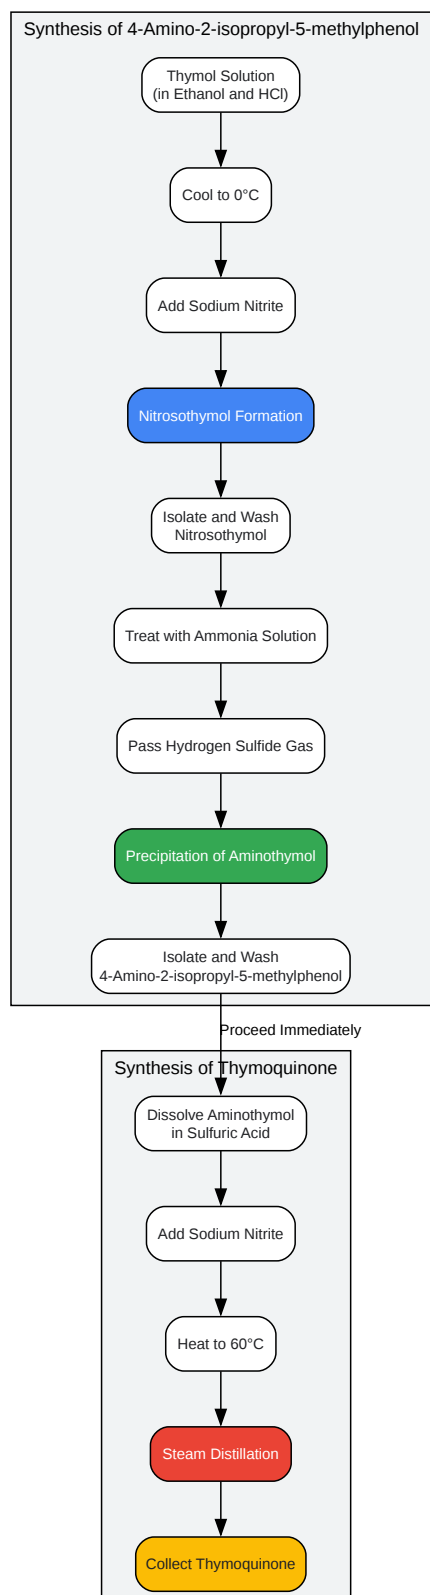 Synthesis of 4-Amino-2-isopropyl-5-methylphenol
Thymol Solution
(in Ethanol and HCl)
Cool to 0°C
Add Sodium Nitrite
Nitrosothymol Formation
Isolate and Wash
Nitrosothymol
Treat with Ammonia Solution
Pass Hydrogen Sulfide Gas
Precipitation of Aminothymol
Isolate and Wash
4-Amino-2-isopropyl-5-methylphenol
Proceed Immediately
Synthesis of Thymoquinone
Dissolve Aminothymol
in Sulfuric Acid
Add Sodium Nitrite
Heat to 60°C
Steam Distillation
Collect Thymoquinone